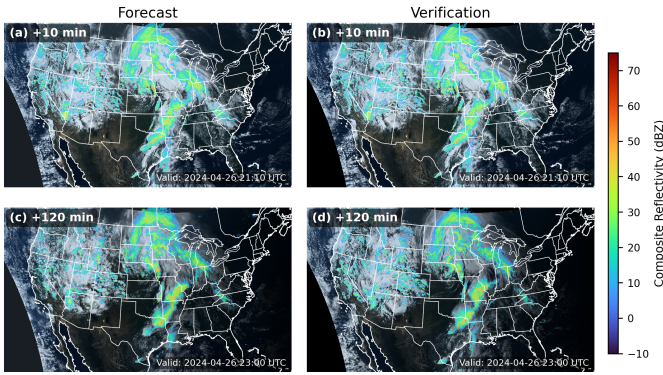 Forecast
Verification
(a) +10 min
(b) +10 min
Valid: 2024-04-26 21:10 UTC
Valid: 2024-04-26 21:10 UTC
(c) +120 min
(d) +120 min
Valid: 2024-04-26 23:00 UTC
Valid: 2024-04-26 23:00 UTC
70
60
50
40
30
20
10
0
−10
Composite Reflectivity (dBZ)